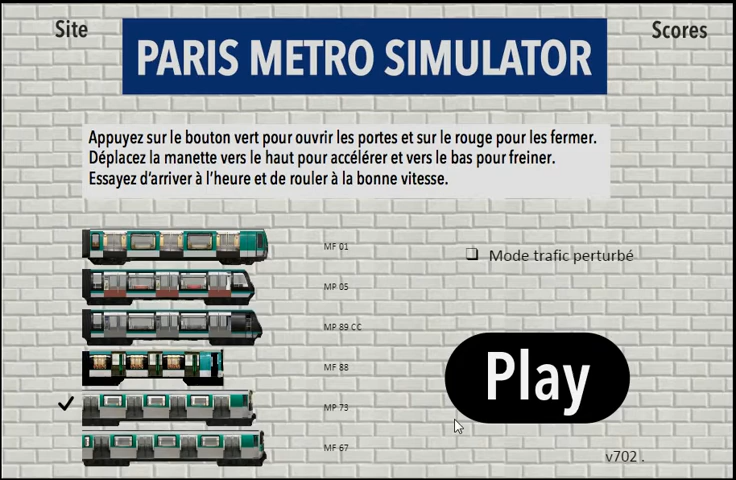 Site
Scores
PARIS METRO SIMULATOR
Appuyez sur le bouton vert pour ouvrir les portes et sur le rouge pour les fermer.
Déplacez la manette vers le haut pour accélérer et vers le bas pour freiner.
Essayez d'arriver à l'heure et de rouler à la bonne vitesse.
MF 01
Mode trafic perturbé
MP 05
MP 89 CC
MF 88
Play
MP 73
MF 67
v702 .